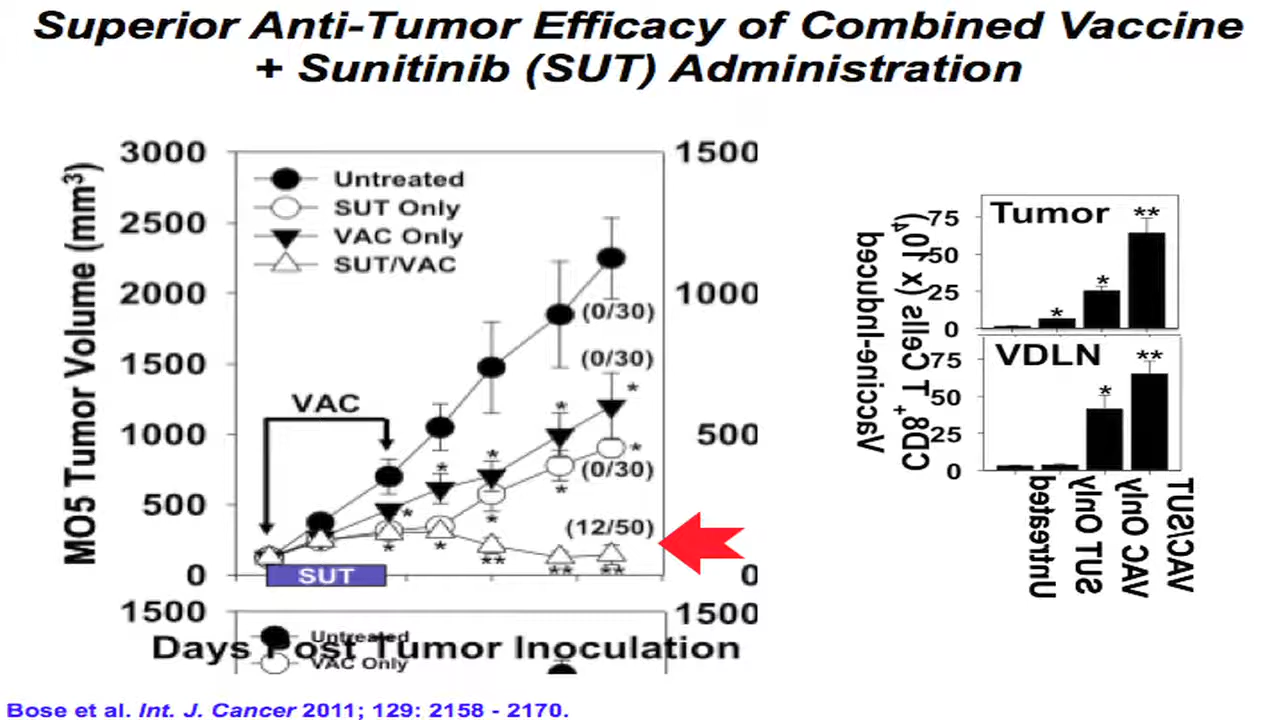 Superior Anti-Tumor Efficacy of Combined Vaccine
+ Sunitinib (SUT) Administration
MO5 Tumor Volume (mm³)
3000
2500
2000
1500
1000
500
0
Untreated
SUT Only
VAC Only
SUT/VAC
VAC
SUT
(0/30)
(0/30)
(0/30)
(12/50)
* * * * * * * * * * ** ** **
1500
1000
500
0
1500
1500
Untreated
VAC Only
Days Post Tumor Inoculation
Vaccine-Induced
CD8+ T Cells (x 104)
Tumor
75
50
25
0
* * **
VDLN
75
50
25
0
* **
Untreated
SUT Only
VAC Only
VAC/SUT
Bose et al. Int. J. Cancer 2011; 129: 2158 - 2170.